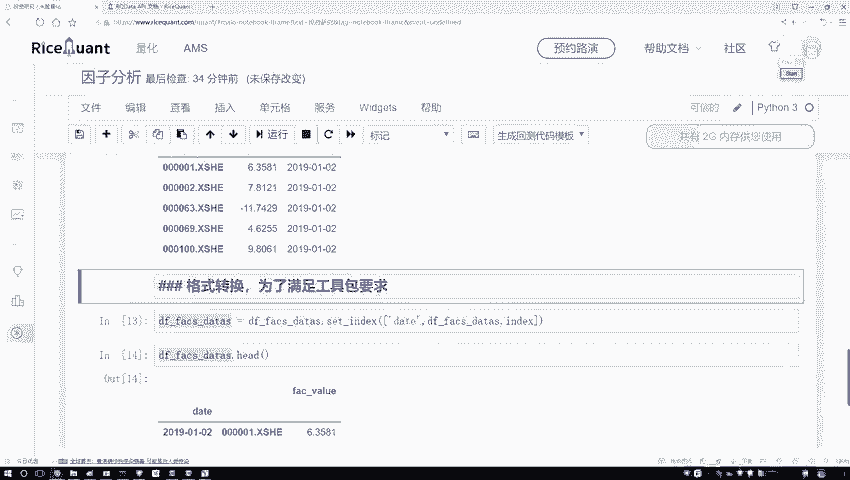 RiceQuant 量化 AMS 预约路演 帮助文档 社区
因子分析 最后检查: 34 分钟前 (未保存改变)
文件 编辑 查看 插入 单元格 服务 Widgets 帮助 Python 3
运行 标记 生成回测代码模板 共有 2G 内存供您使用
000001.XSHE 6.3581 2019-01-02
000002.XSHE 7.8121 2019-01-02
000063.XSHE -11.7429 2019-01-02
000069.XSHE 4.6255 2019-01-02
000100.XSHE 9.8061 2019-01-02
### 格式转换，为了满足工具包要求
In [13]: df_facs_datas = df_facs_datas.set_index(['date',df_facs_datas.index])
In [14]: df_facs_datas.head()
Out[14]:
fac_value
date
2019-01-02 000001.XSHE 6.3581